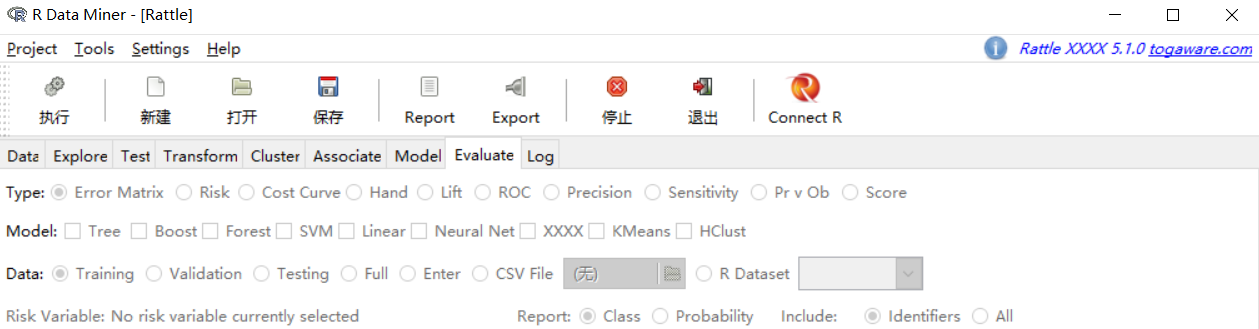 R Data Miner - [Rattle]
Project Tools Settings Help Rattle XXXX 5.1.0 togaware.com
执行 新建 打开 保存 Report Export 停止 退出 Connect R
Data Explore Test Transform Cluster Associate Model Evaluate Log
Type: Error Matrix Risk Cost Curve Hand Lift ROC Precision Sensitivity Pr v Ob Score
Model: Tree Boost Forest SVM Linear Neural Net XXXX KMeans HClust
Data: Training Validation Testing Full Enter CSV File (无) R Dataset
Risk Variable: No risk variable currently selected Report: Class Probability Include: Identifiers All